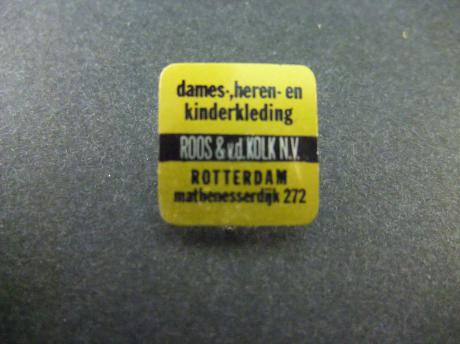 dames-,heren- en
kinderkleding
ROOS & v.d. KOLK N.V.
ROTTERDAM
mathenesserdijk 272